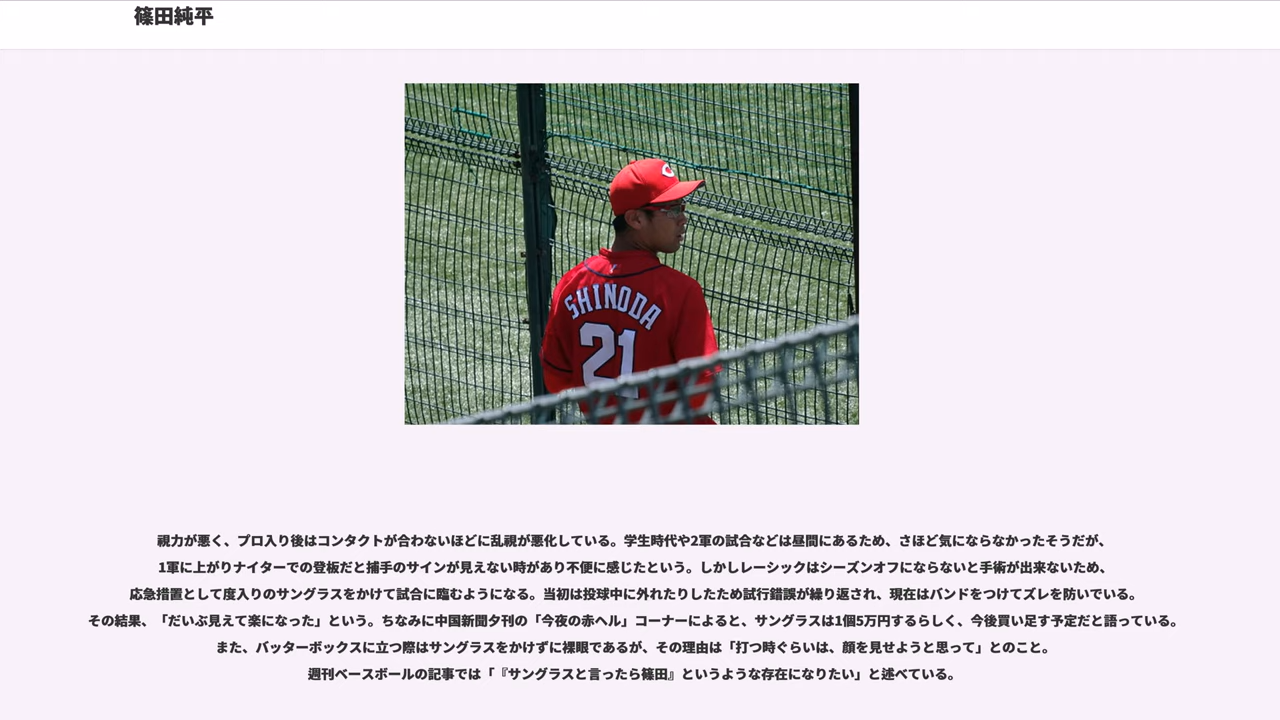 篠田純平
C
SHINODA
21
視力が悪く、プロ入り後はコンタクトが合わないほどに乱視が悪化している。学生時代や2軍の試合などは昼間にあるため、さほど気にならなかったそうだが、
1軍に上がりナイターでの登板だと捕手のサインが見えない時があり不便に感じたという。しかしレーシックはシーズンオフにならないと手術が出来ないため、
応急措置として度入りのサングラスをかけて試合に臨むようになる。当初は投球中に外れたりしたため試行錯誤が繰り返され、現在はバンドをつけてズレを防いでいる。
その結果、「だいぶ見えて楽になった」という。ちなみに中国新聞夕刊の「今夜の赤ヘル」コーナーによると、サングラスは1個5万円するらしく、今後買い足す予定だと語っている。
また、バッターボックスに立つ際はサングラスをかけずに裸眼であるが、その理由は「打つ時ぐらいは、顔を見せようと思って」とのこと。
週刊ベースボールの記事では「『サングラスと言ったら篠田』というような存在になりたい」と述べている。